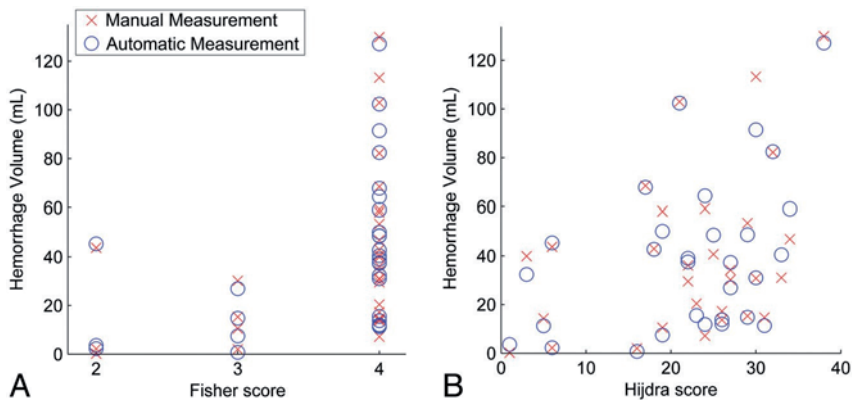 Manual Measurement
Automatic Measurement
Hemorrhage Volume (mL)
120
100
80
60
40
20
0
2
3
4
Fisher score
A
Hemorrhage Volume (mL)
120
100
80
60
40
20
0
0
10
20
30
40
Hijdra score
B